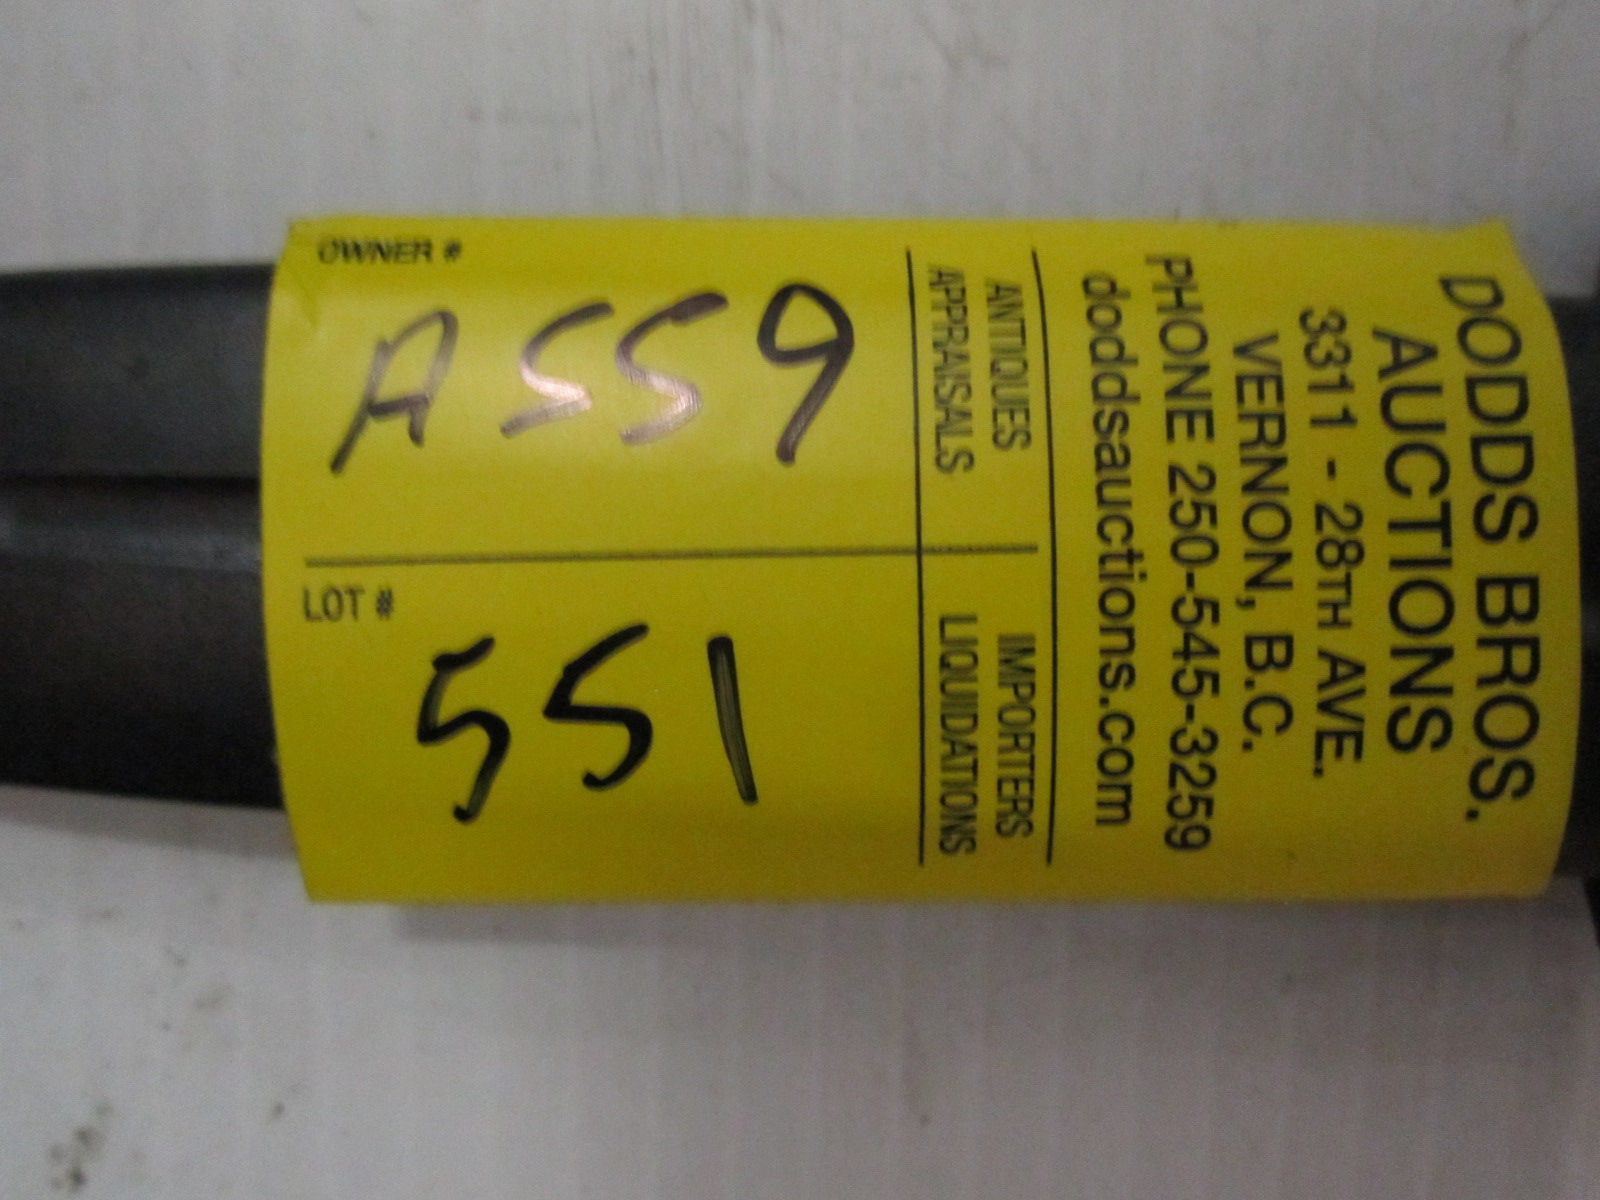 DODDS BROS.
AUCTIONS
3311 - 28TH AVE.
VERNON, B.C.
PHONE 250-545-3259
doddsauctions.com
ANTIQUES
APPRAISALS
IMPORTERS
LIQUIDATIONS
OWNER #
A559
LOT #
551